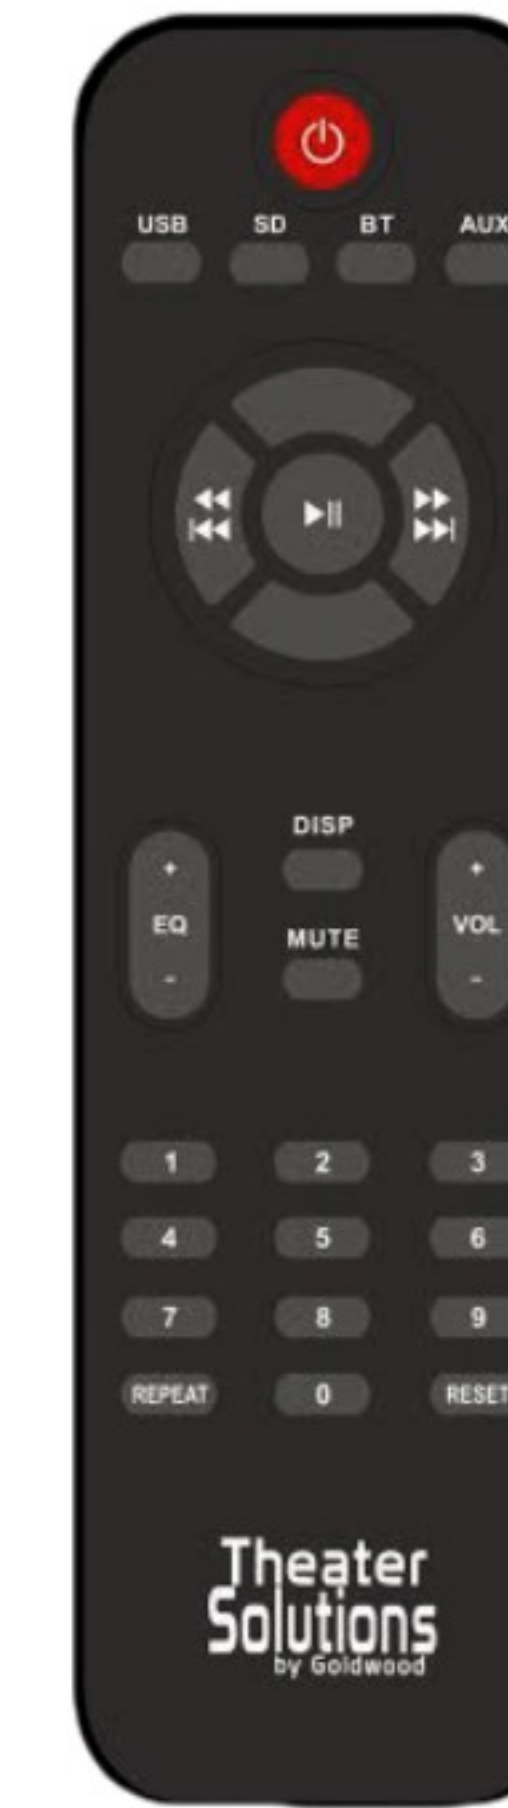 USB SD BT AUX
DISP
+ +
EQ VOL
MUTE
- -
1 2 3
4 5 6
7 8 9
REPEAT 0 RESET
Theater
Solutions
by Goldwood